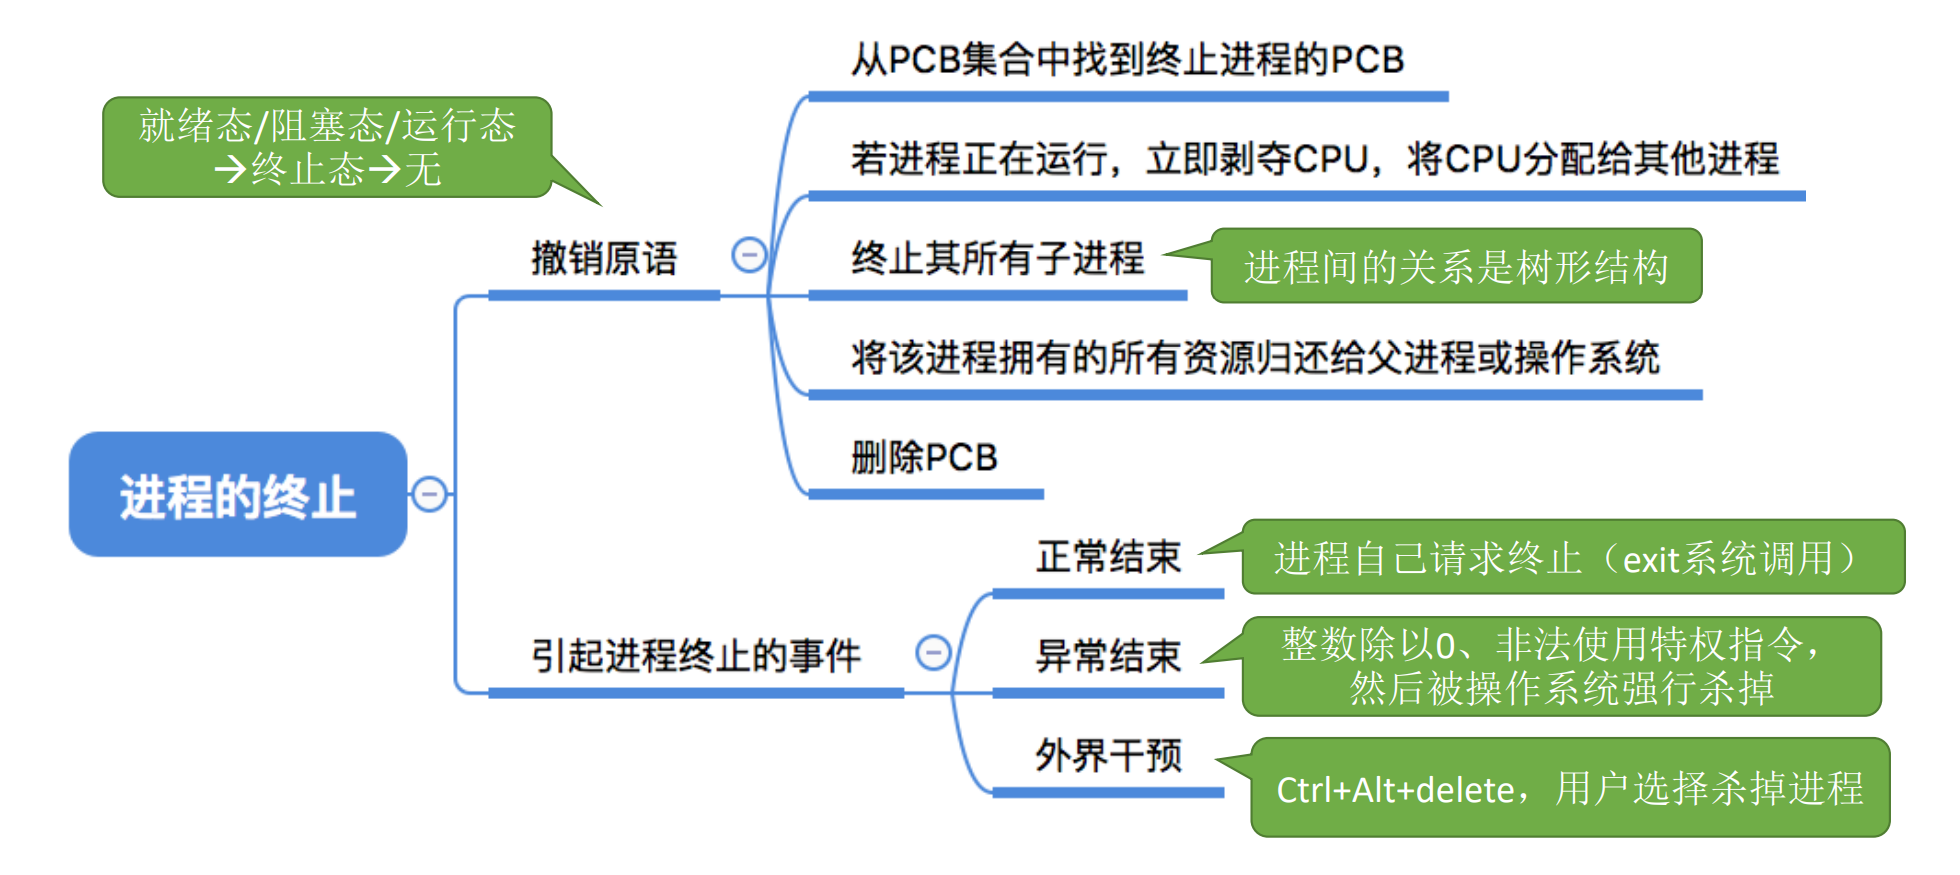 从PCB集合中找到终止进程的PCB
就绪态/阻塞态/运行态
→终止态→无
若进程正在运行，立即剥夺CPU，将CPU分配给其他进程
撤销原语
终止其所有子进程
进程间的关系是树形结构
将该进程拥有的所有资源归还给父进程或操作系统
删除PCB
进程的终止
正常结束
进程自己请求终止（exit系统调用）
引起进程终止的事件
异常结束
整数除以0、非法使用特权指令，
然后被操作系统强行杀掉
外界干预
Ctrl+Alt+delete，用户选择杀掉进程